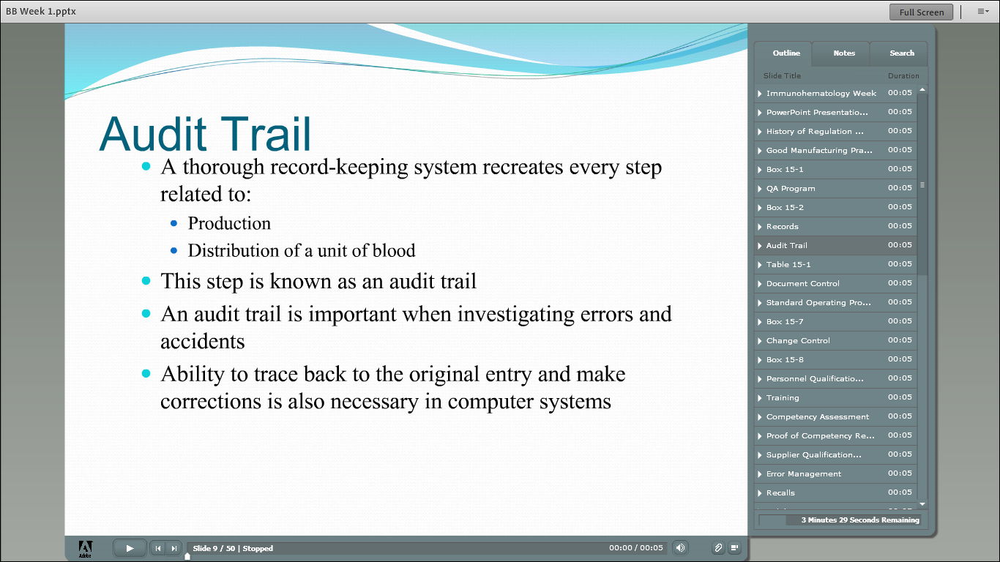 BB Week 1.pptx
Full Screen
Audit Trail
A thorough record-keeping system recreates every step
related to:
Production
Distribution of a unit of blood
This step is known as an audit trail
An audit trail is important when investigating errors and
accidents
Ability to trace back to the original entry and make
corrections is also necessary in computer systems
Outline Notes Search
Slide Title Duration
Immunohematology Week 00:05
PowerPoint Presentatio... 00:05
History of Regulation ... 00:05
Good Manufacturing Pra... 00:05
Box 15-1 00:05
QA Program 00:05
Box 15-2 00:05
Records 00:05
Audit Trail 00:05
Table 15-1 00:05
Document Control 00:05
Standard Operating Pro... 00:05
Box 15-7 00:05
Change Control 00:05
Box 15-8 00:05
Personnel Qualificatio... 00:05
Training 00:05
Competency Assessment 00:05
Proof of Competency Re... 00:05
Supplier Qualification... 00:05
Error Management 00:05
Recalls 00:05
3 Minutes 29 Seconds Remaining
Adobe
Slide 9 / 50 | Stopped
00:00 / 00:05